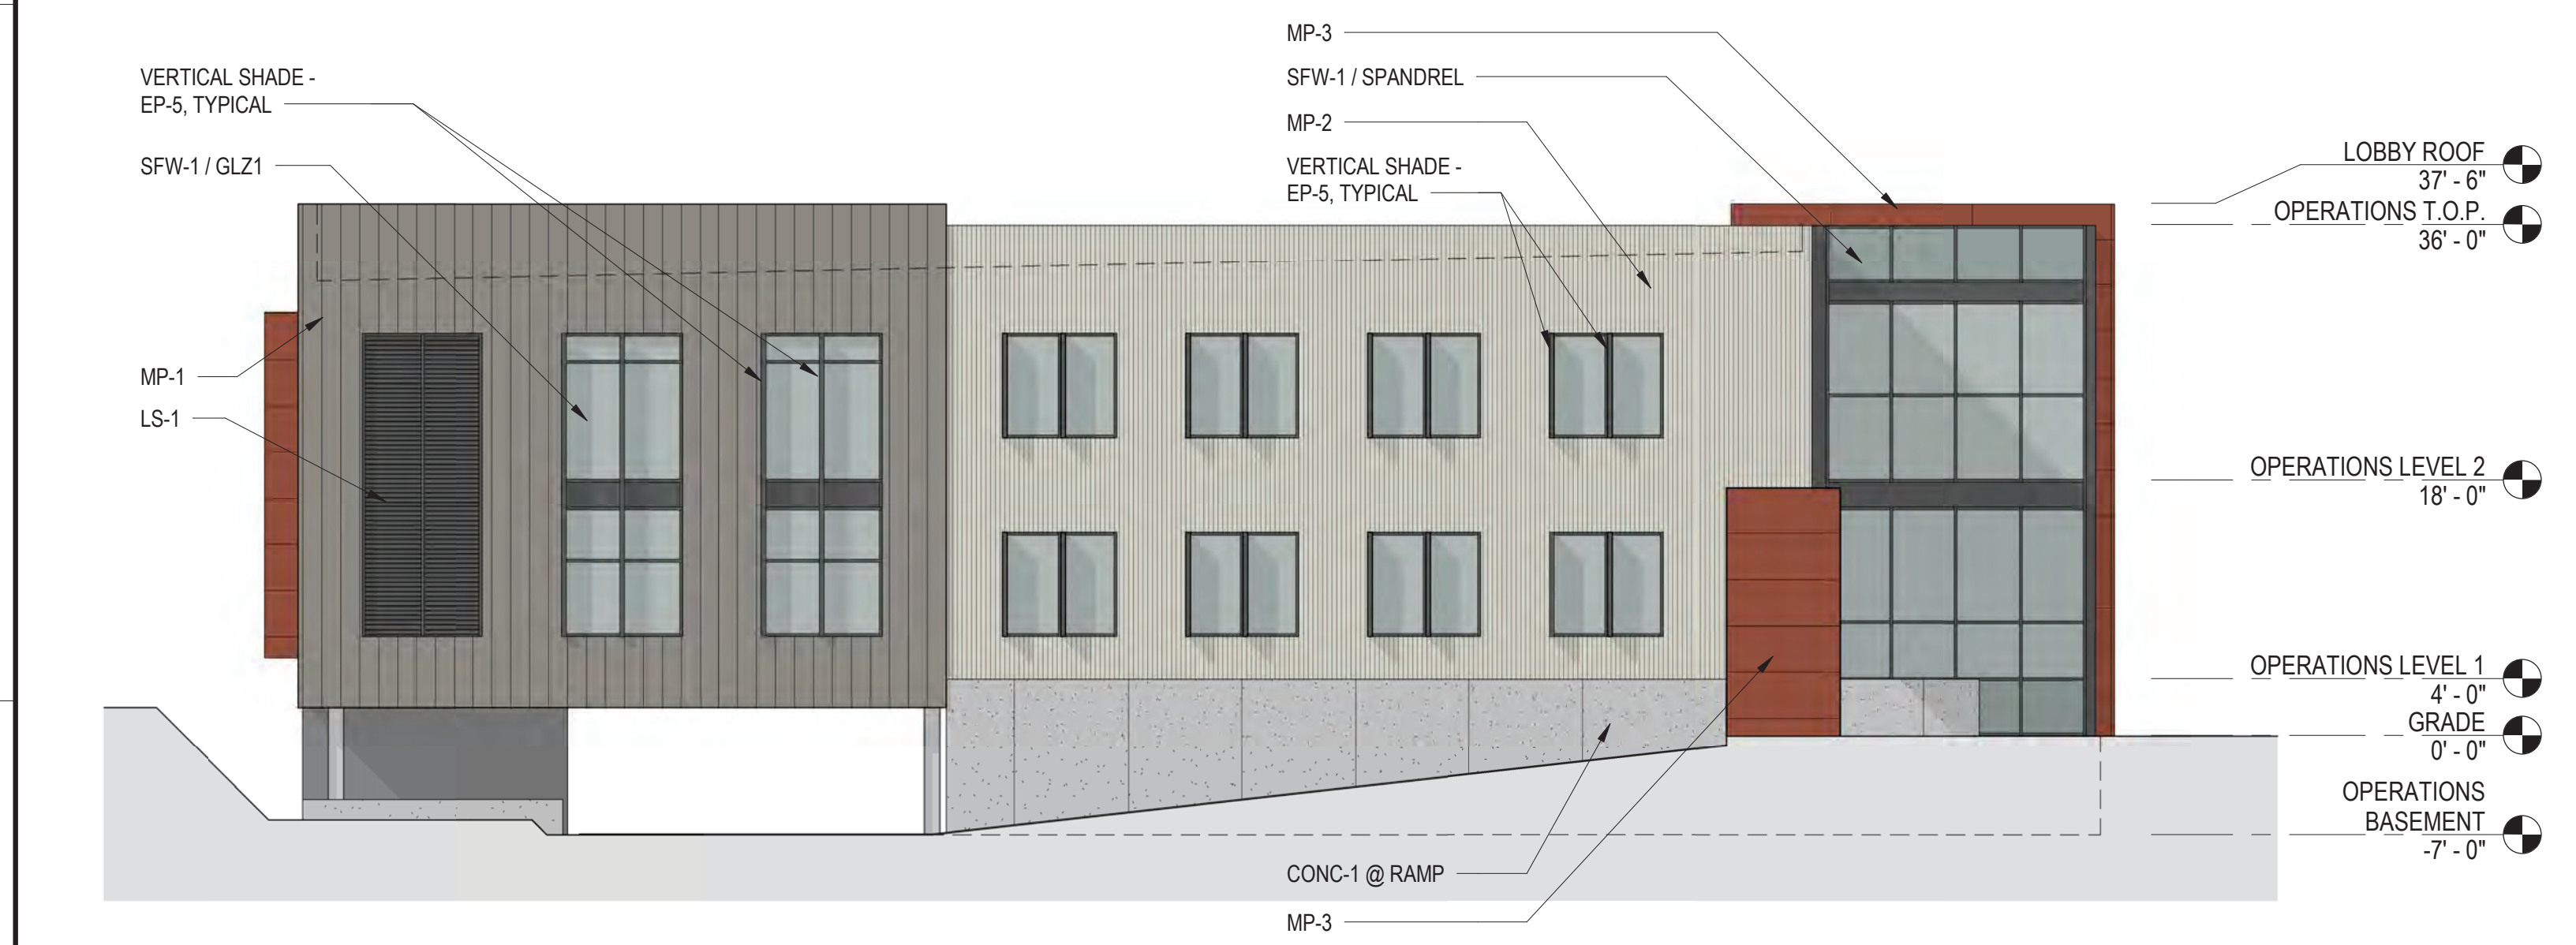 VERTICAL SHADE -
EP-5, TYPICAL
SFW-1 / GLZ1
MP-1
LS-1
MP-3
SFW-1 / SPANDREL
MP-2
VERTICAL SHADE -
EP-5, TYPICAL
CONC-1 @ RAMP
MP-3
LOBBY ROOF
37' - 6"
OPERATIONS T.O.P.
36' - 0"
OPERATIONS LEVEL 2
18' - 0"
OPERATIONS LEVEL 1
4' - 0"
GRADE
0' - 0"
OPERATIONS
BASEMENT
-7' - 0"